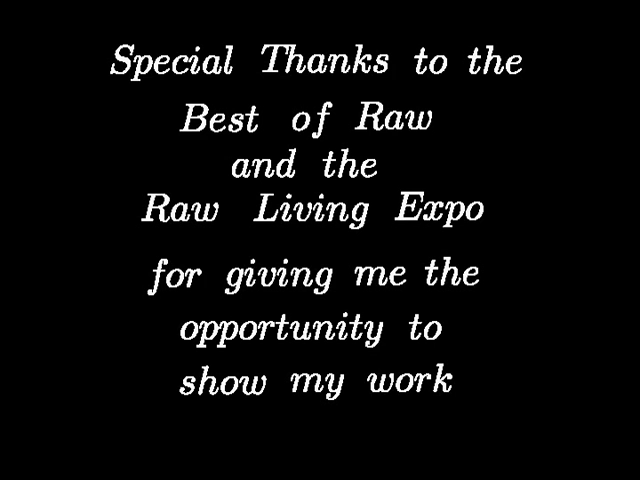 Special Thanks to the
Best of Raw
and the
Raw Living Expo
for giving me the
opportunity to
show my work